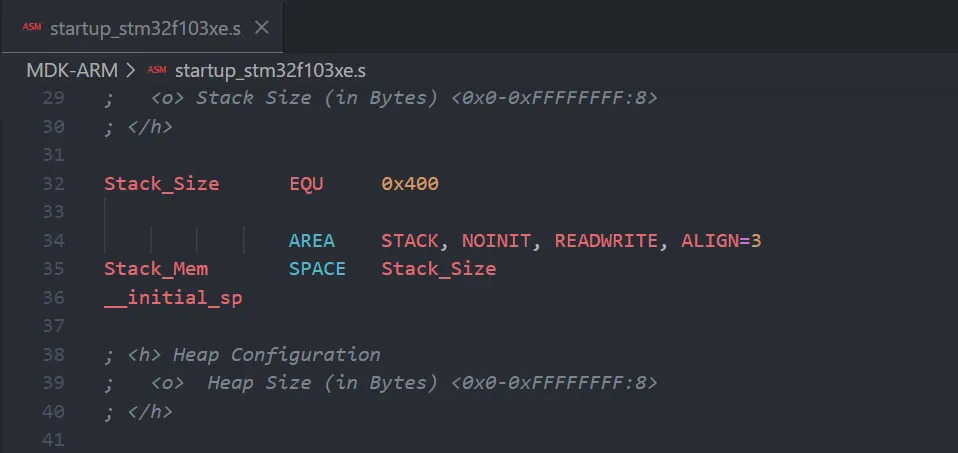 ASM startup_stm32f103xe.s ×
MDK-ARM > ASM startup_stm32f103xe.s
29 ;   <o> Stack Size (in Bytes) <0x0-0xFFFFFFFF:8>
30 ; </h>
31
32 Stack_Size      EQU     0x400
33
34                 AREA    STACK, NOINIT, READWRITE, ALIGN=3
35 Stack_Mem       SPACE   Stack_Size
36 __initial_sp
37
38 ; <h> Heap Configuration
39 ;   <o>  Heap Size (in Bytes) <0x0-0xFFFFFFFF:8>
40 ; </h>
41